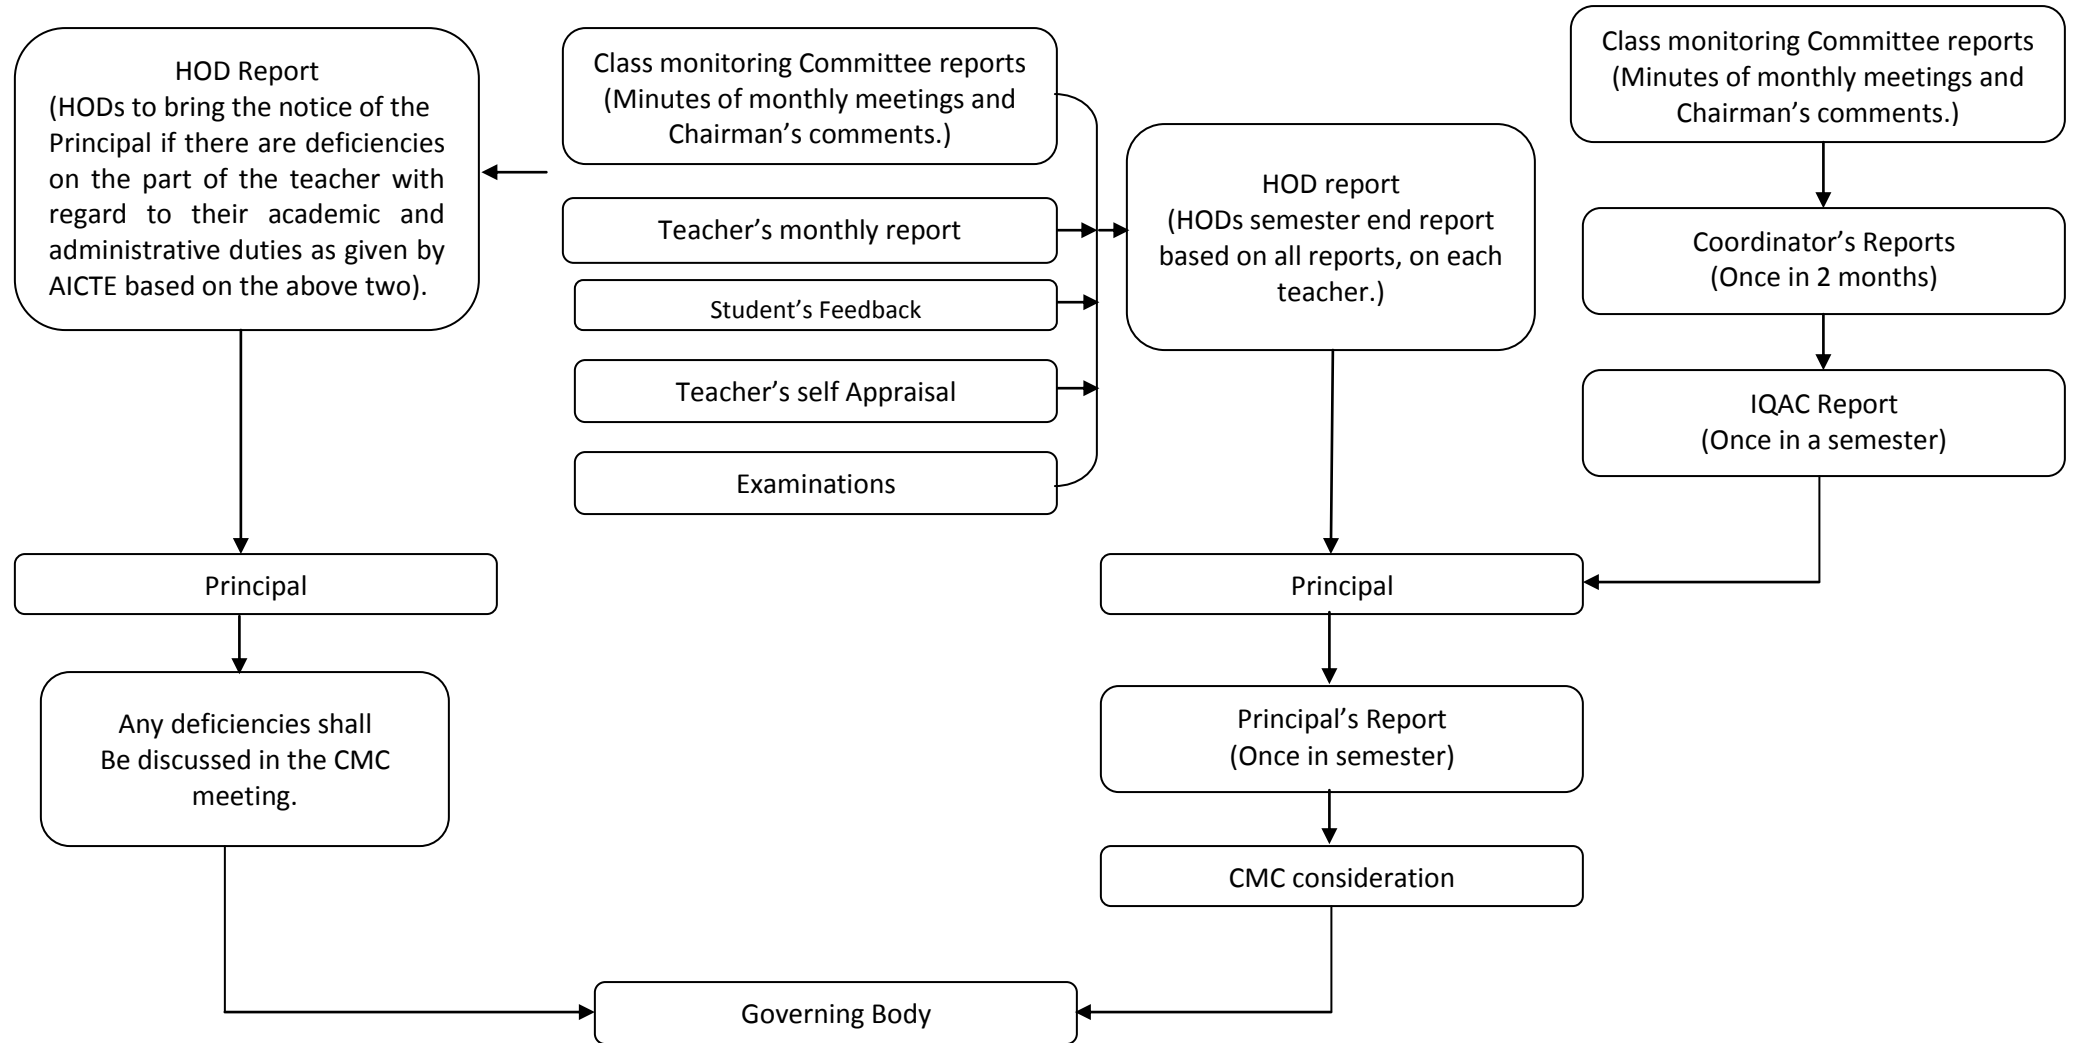 HOD Report
(HODs to bring the notice of the
Principal if there are deficiencies
on the part of the teacher with
regard to their academic and
administrative duties as given by
AICTE based on the above two).
Principal
Any deficiencies shall
Be discussed in the CMC
meeting.
Class monitoring Committee reports
(Minutes of monthly meetings and
Chairman’s comments.)
Teacher’s monthly report
Student’s Feedback
Teacher’s self Appraisal
Examinations
HOD report
(HODs semester end report
based on all reports, on each
teacher.)
Class monitoring Committee reports
(Minutes of monthly meetings and
Chairman’s comments.)
Coordinator’s Reports
(Once in 2 months)
IQAC Report
(Once in a semester)
Principal
Principal’s Report
(Once in semester)
CMC consideration
Governing Body